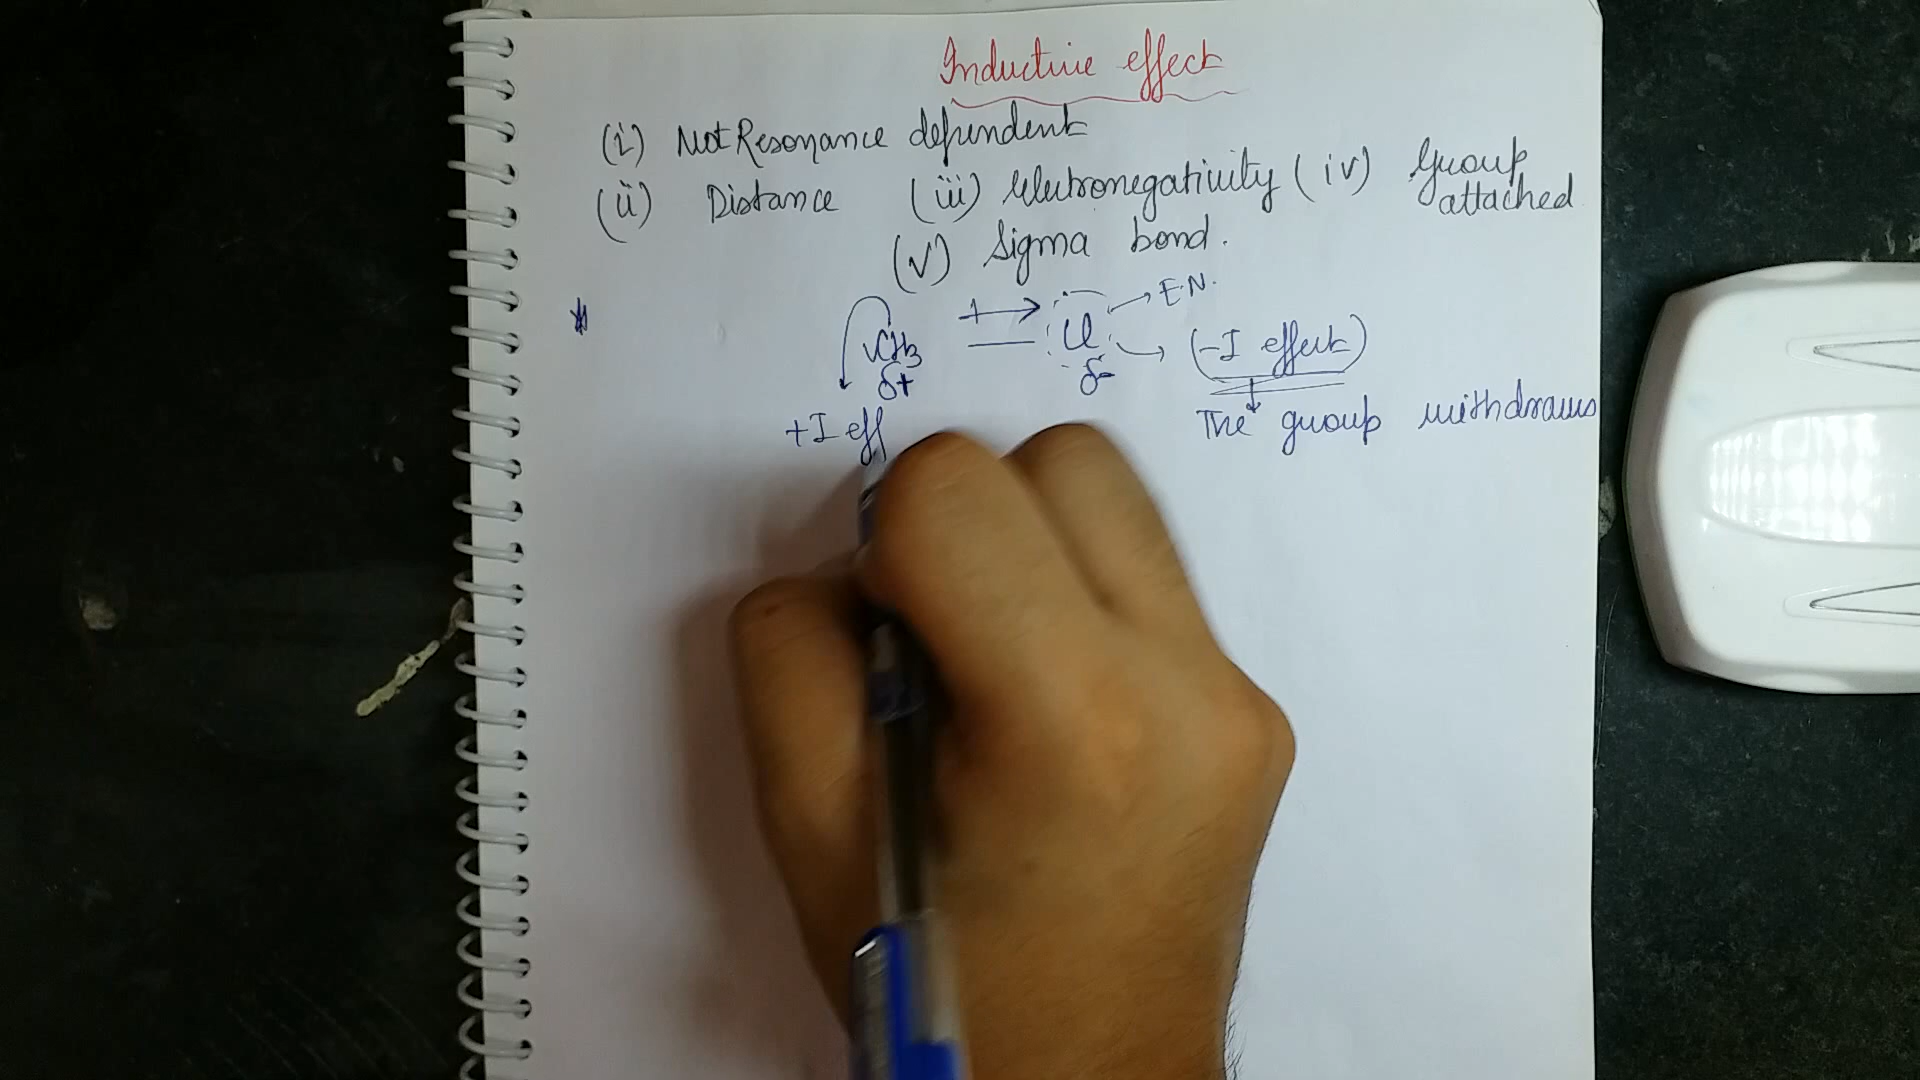 Inductive effect
(i) Not Resonance dependent
(ii) Distance (iii) electronegativity (iv) Group attached
(v) Sigma bond.
* CH3 Cl E.N.
δ+ δ- (-I effect)
+I eff The group withdraws